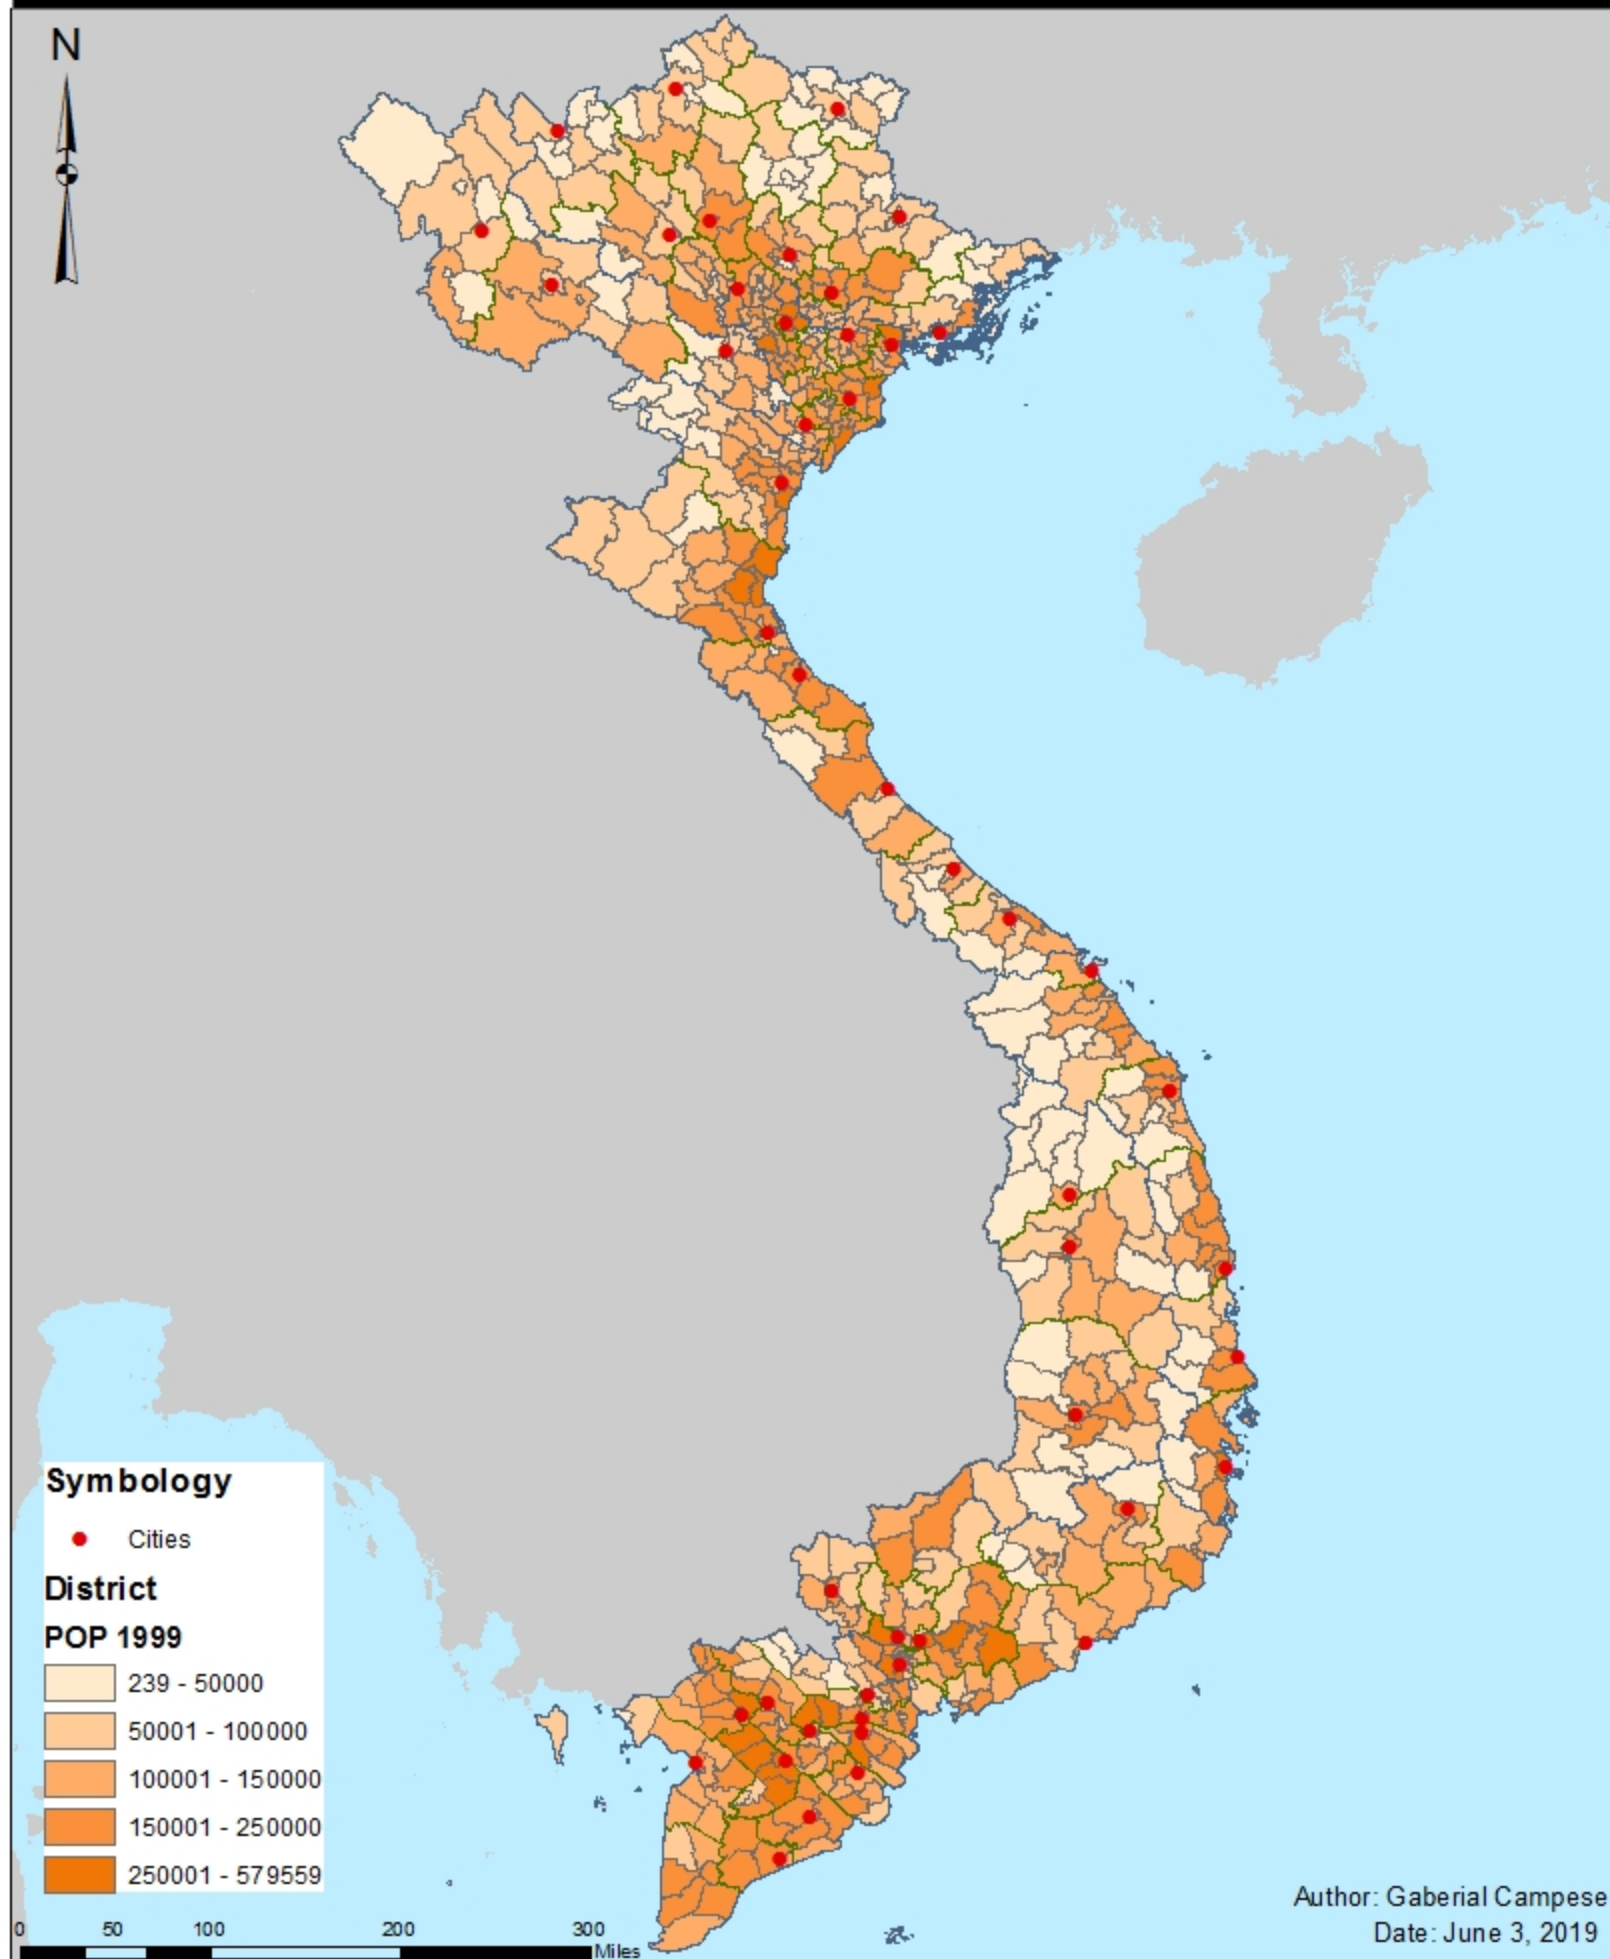 N
Symbology
Cities
District
POP 1999
239 - 50000
50001 - 100000
100001 - 150000
150001 - 250000
250001 - 579559
0 50 100 200 300
Miles
Author: Gaberial Campese
Date: June 3, 2019